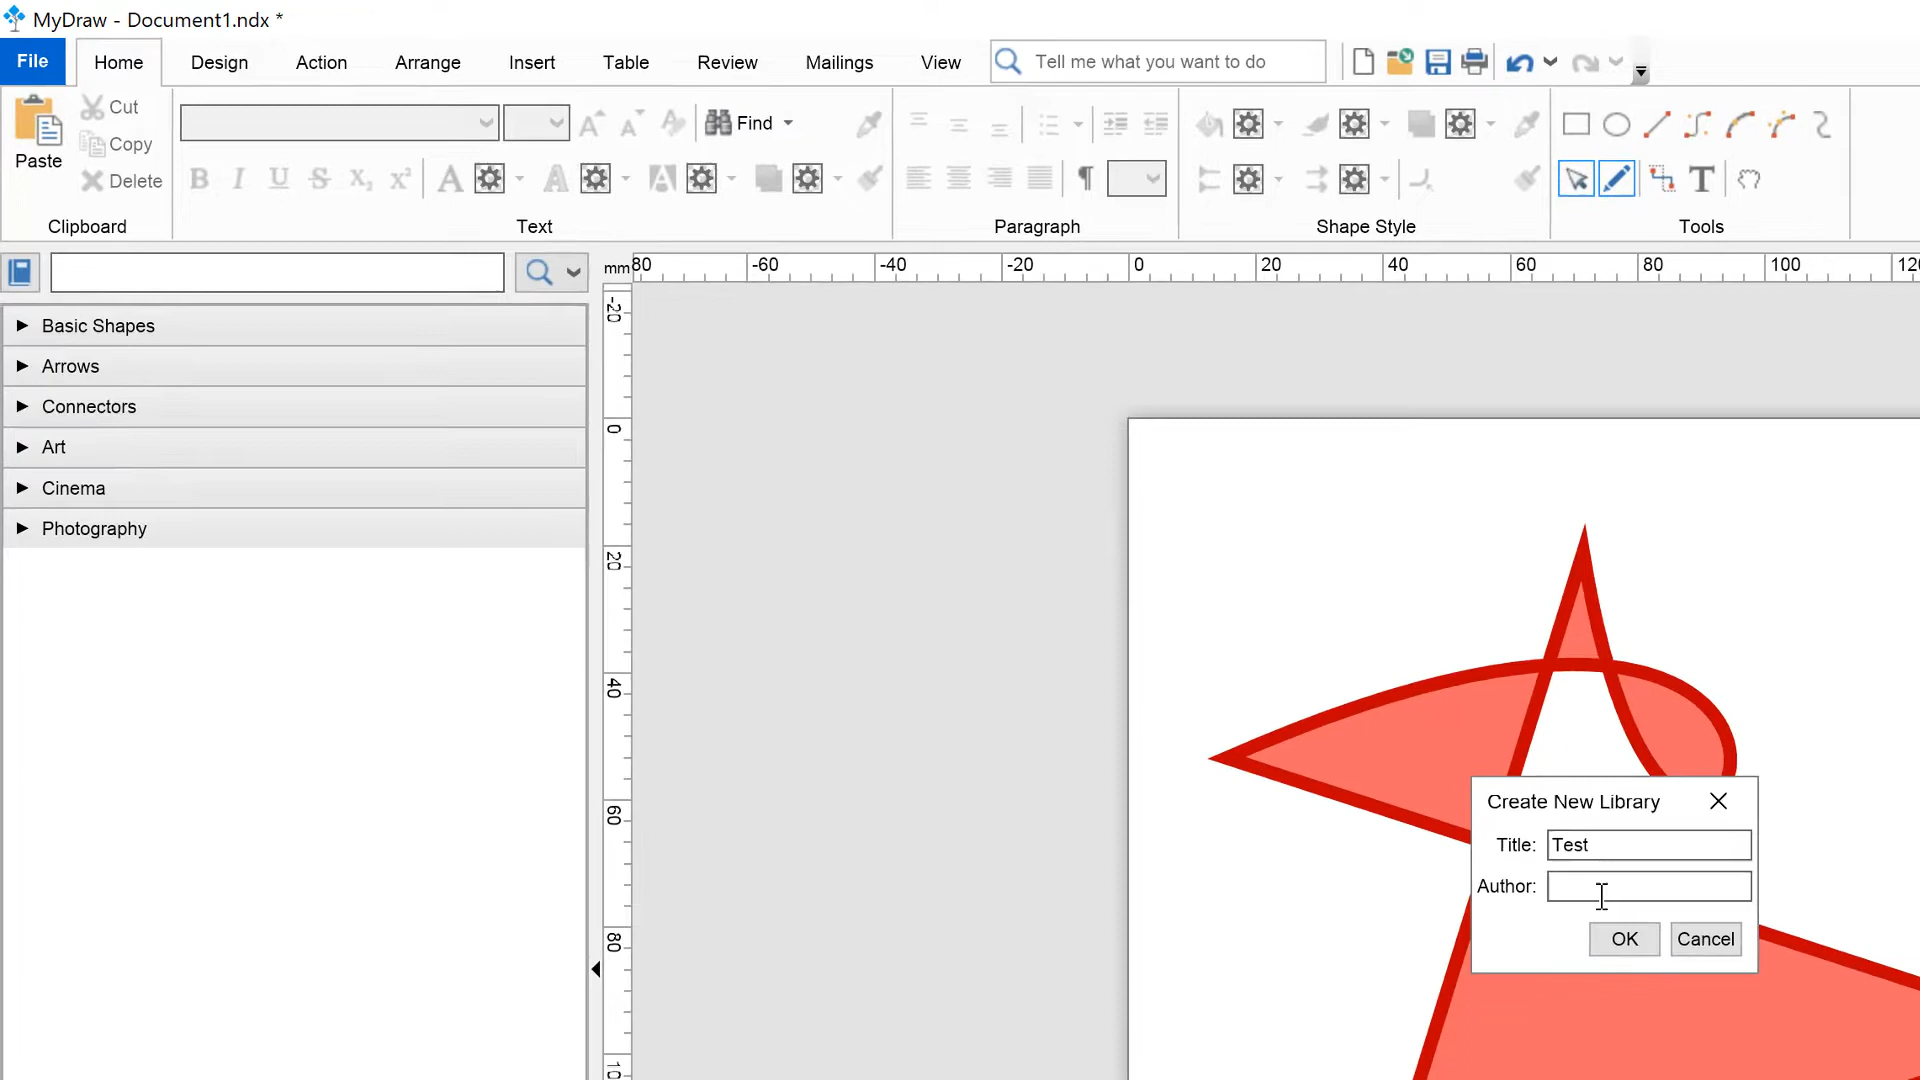 MyDraw - Document1.ndx *
File Home Design Action Arrange Insert Table Review Mailings View Tell me what you want to do
Paste
Cut
Copy
Delete
Clipboard
Find
B I U S X₂ X² A A A
Text
¶
Paragraph
Shape Style
T
Tools
mm 80 -60 -40 -20 0 20 40 60 80 100 120
-20
0
20
40
60
80
10
Basic Shapes
Arrows
Connectors
Art
Cinema
Photography
Create New Library
Title: Test
Author:
OK Cancel